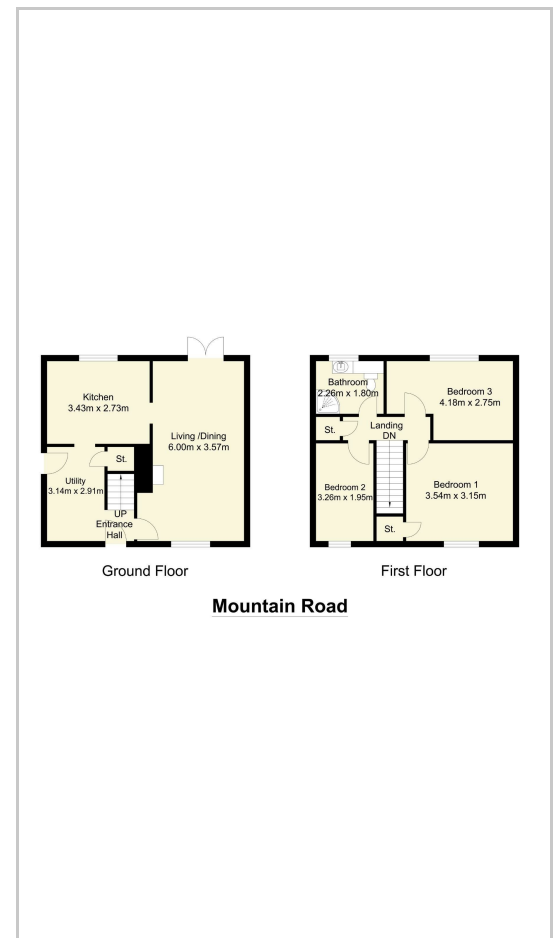 Kitchen
3.43m x 2.73m
Living /Dining
6.00m x 3.57m
St.
Utility
3.14m x 2.91m
UP
Entrance
Hall
Ground Floor
Bathroom
2.26m x 1.80m
Bedroom 3
4.18m x 2.75m
St.
Landing
DN
Bedroom 2
3.26m x 1.95m
Bedroom 1
3.54m x 3.15m
St.
First Floor
Mountain Road